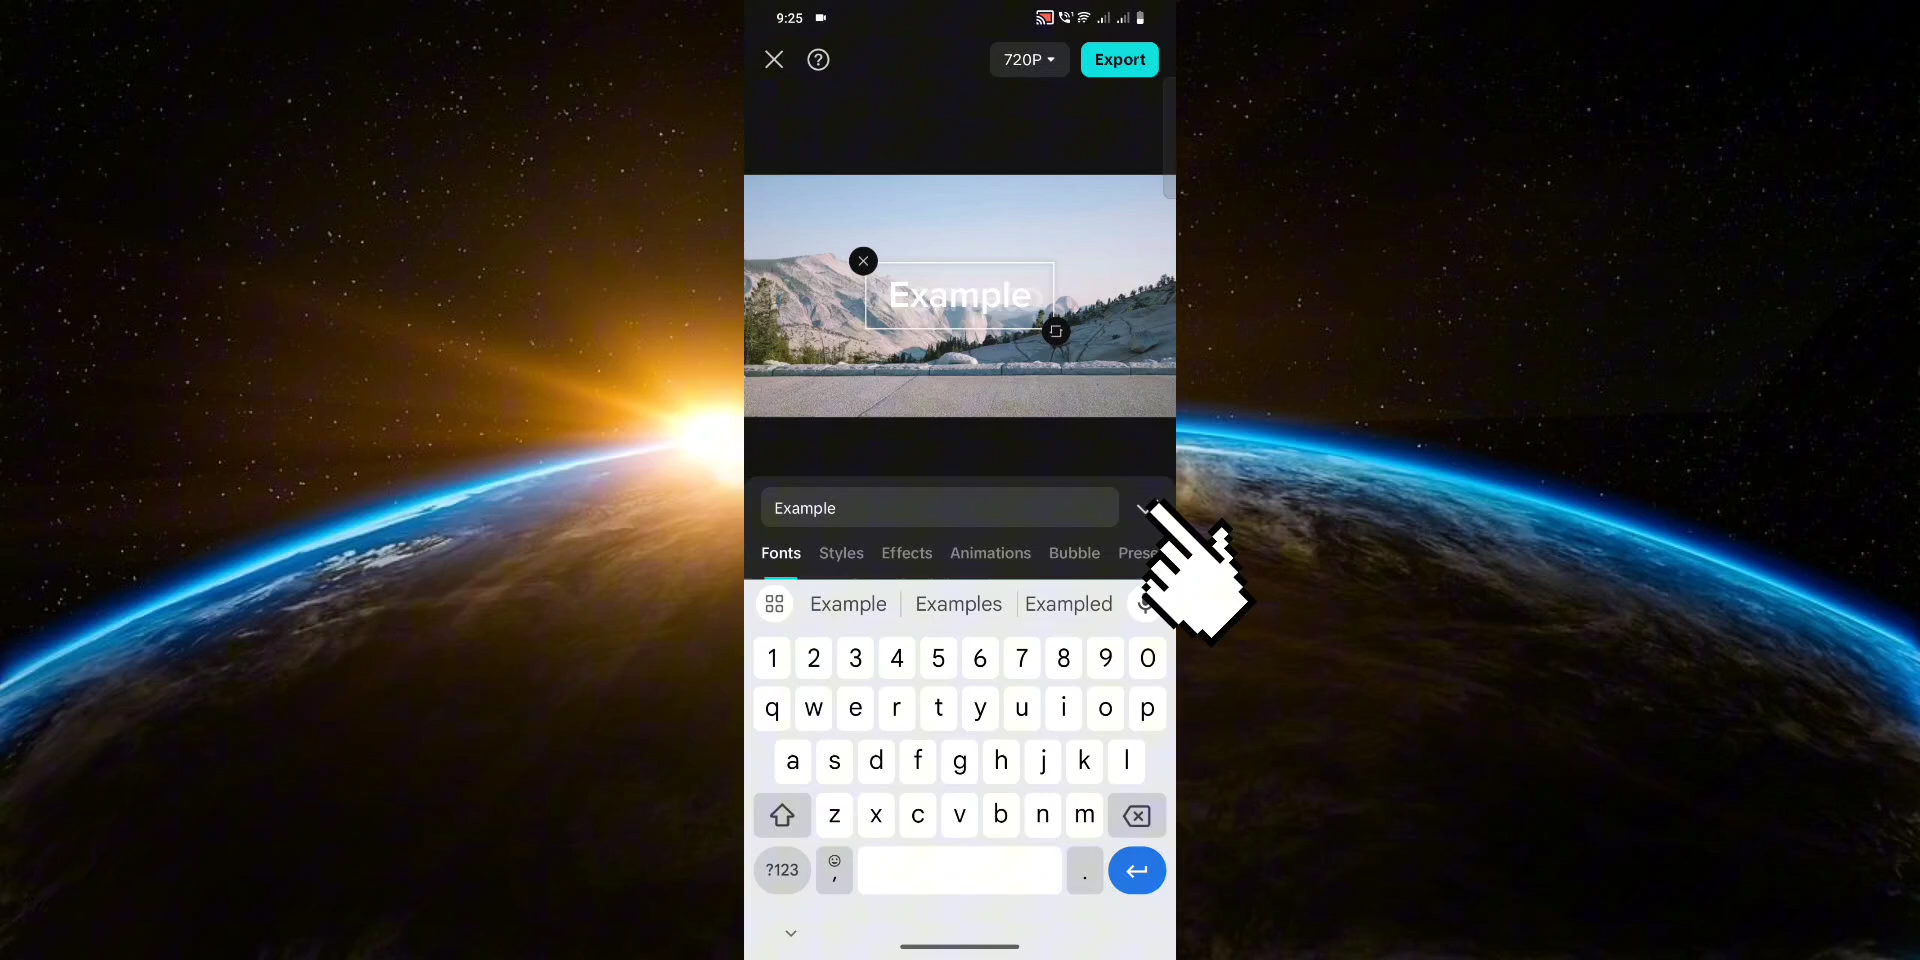 9:25
720P
Export
Example
Example
Fonts Styles Effects Animations Bubble
Example Examples Exampled
1 2 3 4 5 6 7 8 9 0
q w e r t y u i o p
a s d f g h j k l
z x c v b n m
?123 , .